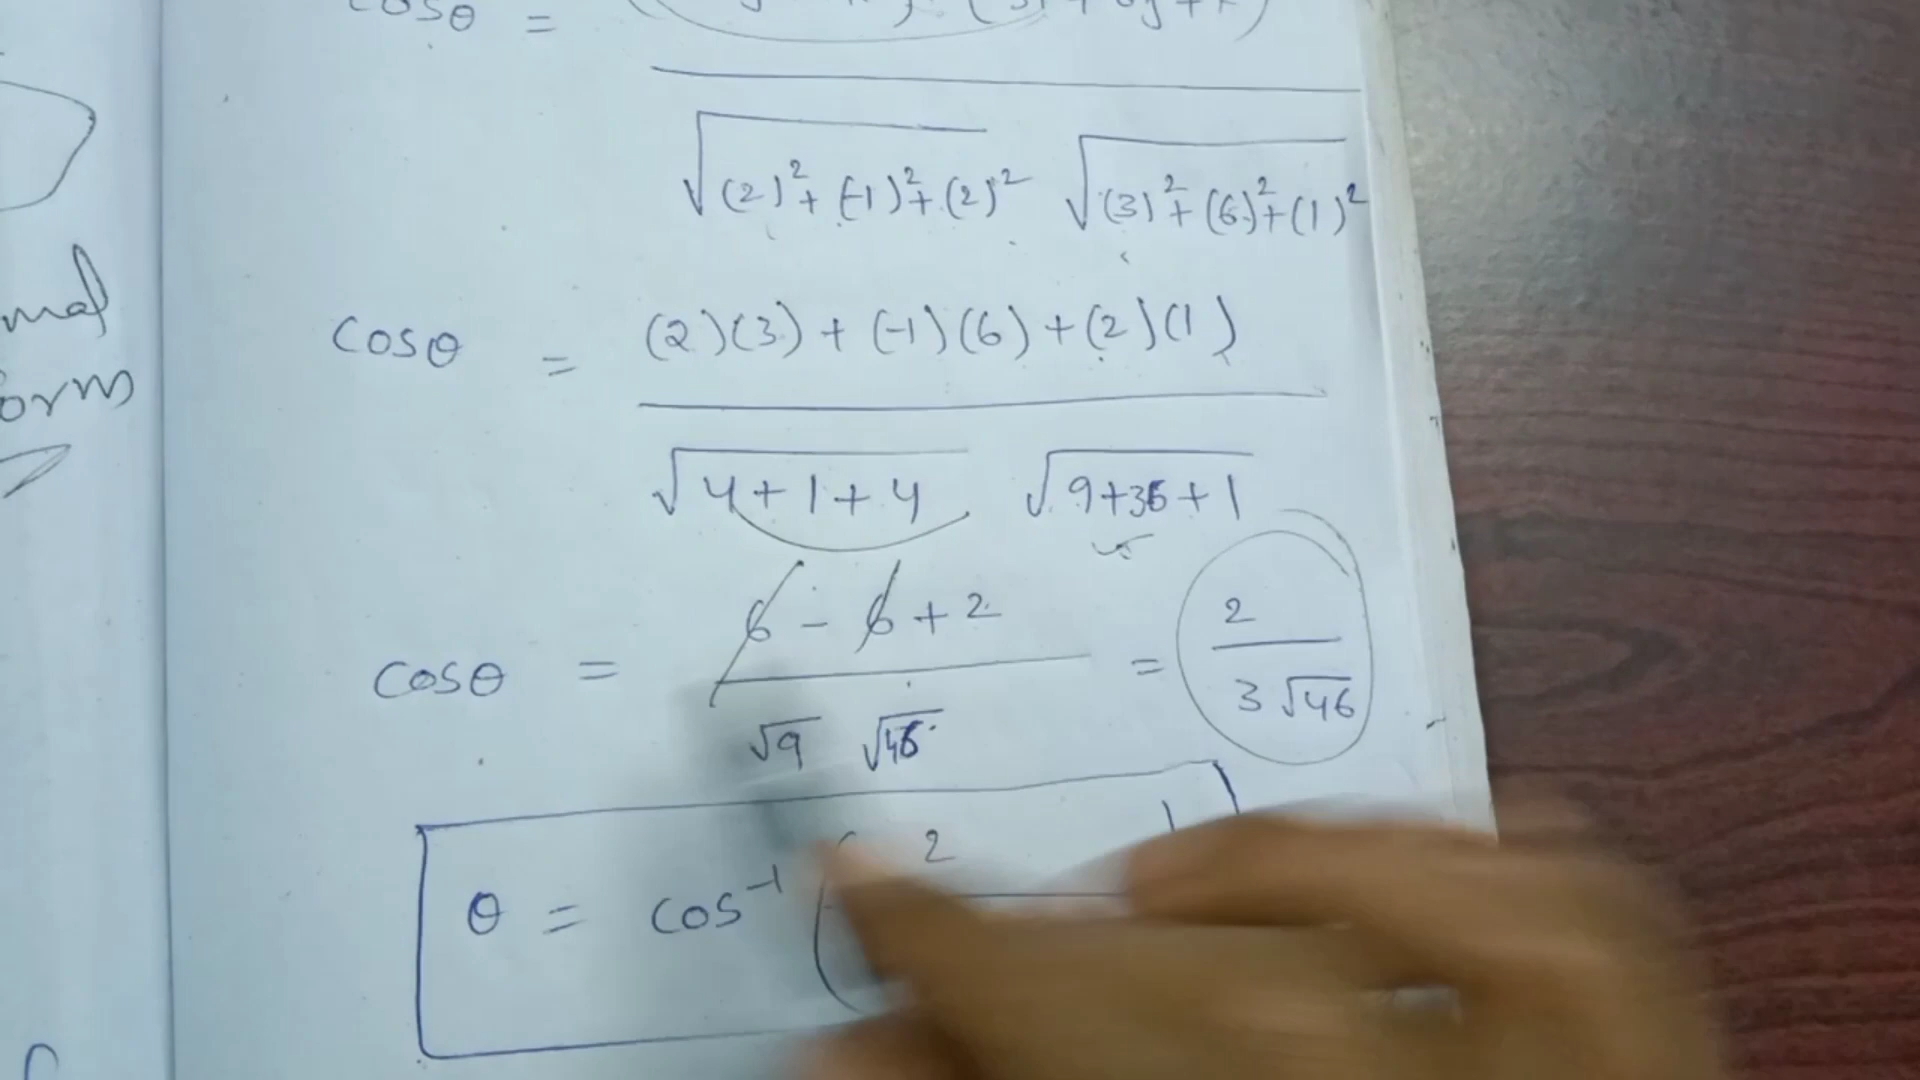 cosθ =
√(2)²+(-1)²+(2)² √(3)²+(6)²+(1)²
cosθ = (2)(3) + (-1)(6) + (2)(1)
√4+1+4 √9+36+1
cosθ = 6 - 6 + 2 = 2
√9 √46 3√46
2
θ = cos⁻¹ (